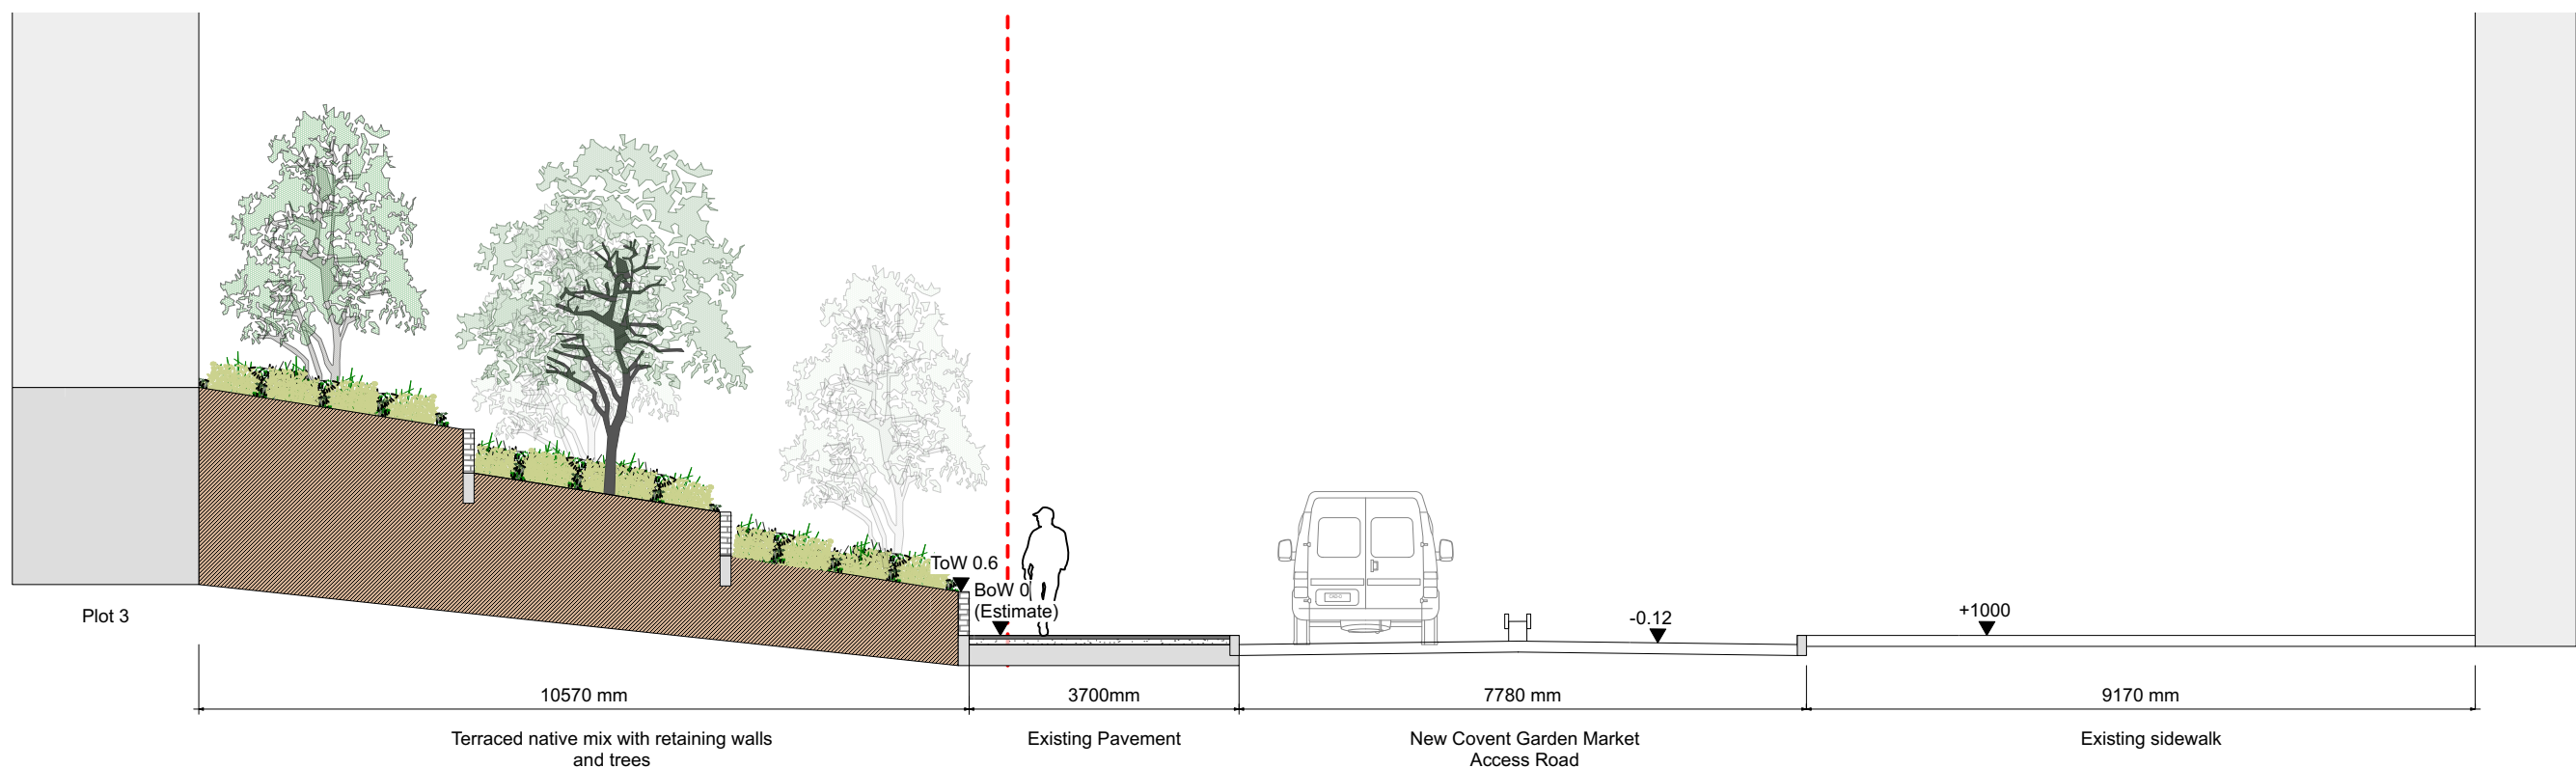 ToW 0.6
BoW 0
(Estimate)
-0.12
+1000
Plot 3
10570 mm
3700mm
7780 mm
9170 mm
Terraced native mix with retaining walls
and trees
Existing Pavement
New Covent Garden Market
Access Road
Existing sidewalk